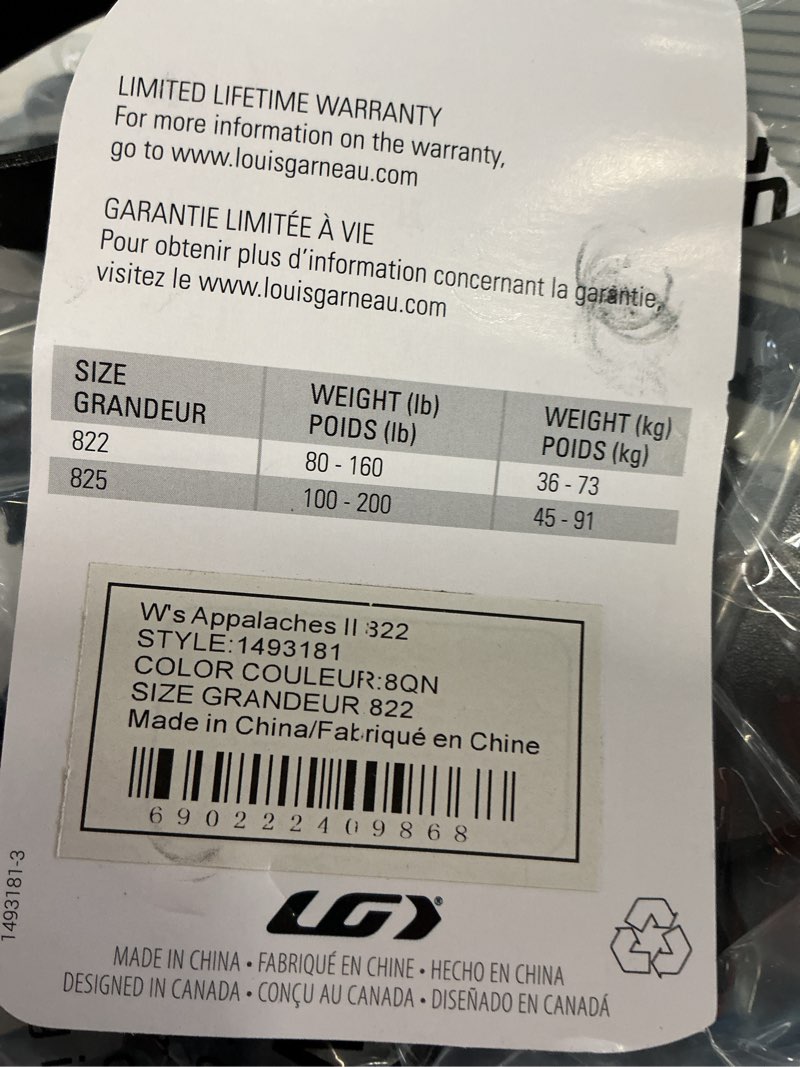 LIMITED LIFETIME WARRANTY
For more information on the warranty,
go to www.louisgarneau.com
GARANTIE LIMITÉE À VIE
Pour obtenir plus d'information concernant la garantie,
visitez le www.louisgarneau.com
SIZE WEIGHT (lb) WEIGHT (kg)
GRANDEUR POIDS (lb) POIDS (kg)
822 80 - 160 36 - 73
825 100 - 200 45 - 91
W's Appalaches II 822
STYLE:1493181
COLOR COULEUR:8QN
SIZE GRANDEUR 822
Made in China/Fabriqué en Chine
690222409868
1493181-3
LG®
MADE IN CHINA • FABRIQUÉ EN CHINE • HECHO EN CHINA
DESIGNED IN CANADA • CONÇU AU CANADA • DISEÑADO EN CANADÁ